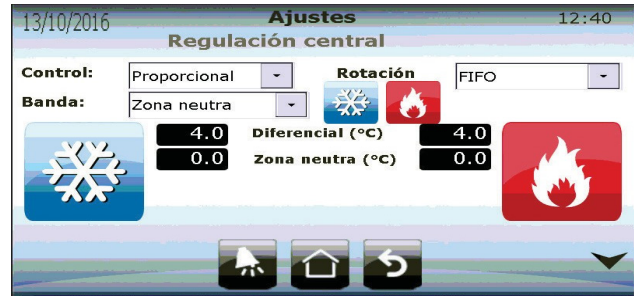 13/10/2016 Ajustes 12:40
Regulación central
Control: Proporcional Rotación FIFO
Banda: Zona neutra
4.0 Diferencial (°C) 4.0
0.0 Zona neutra (°C) 0.0